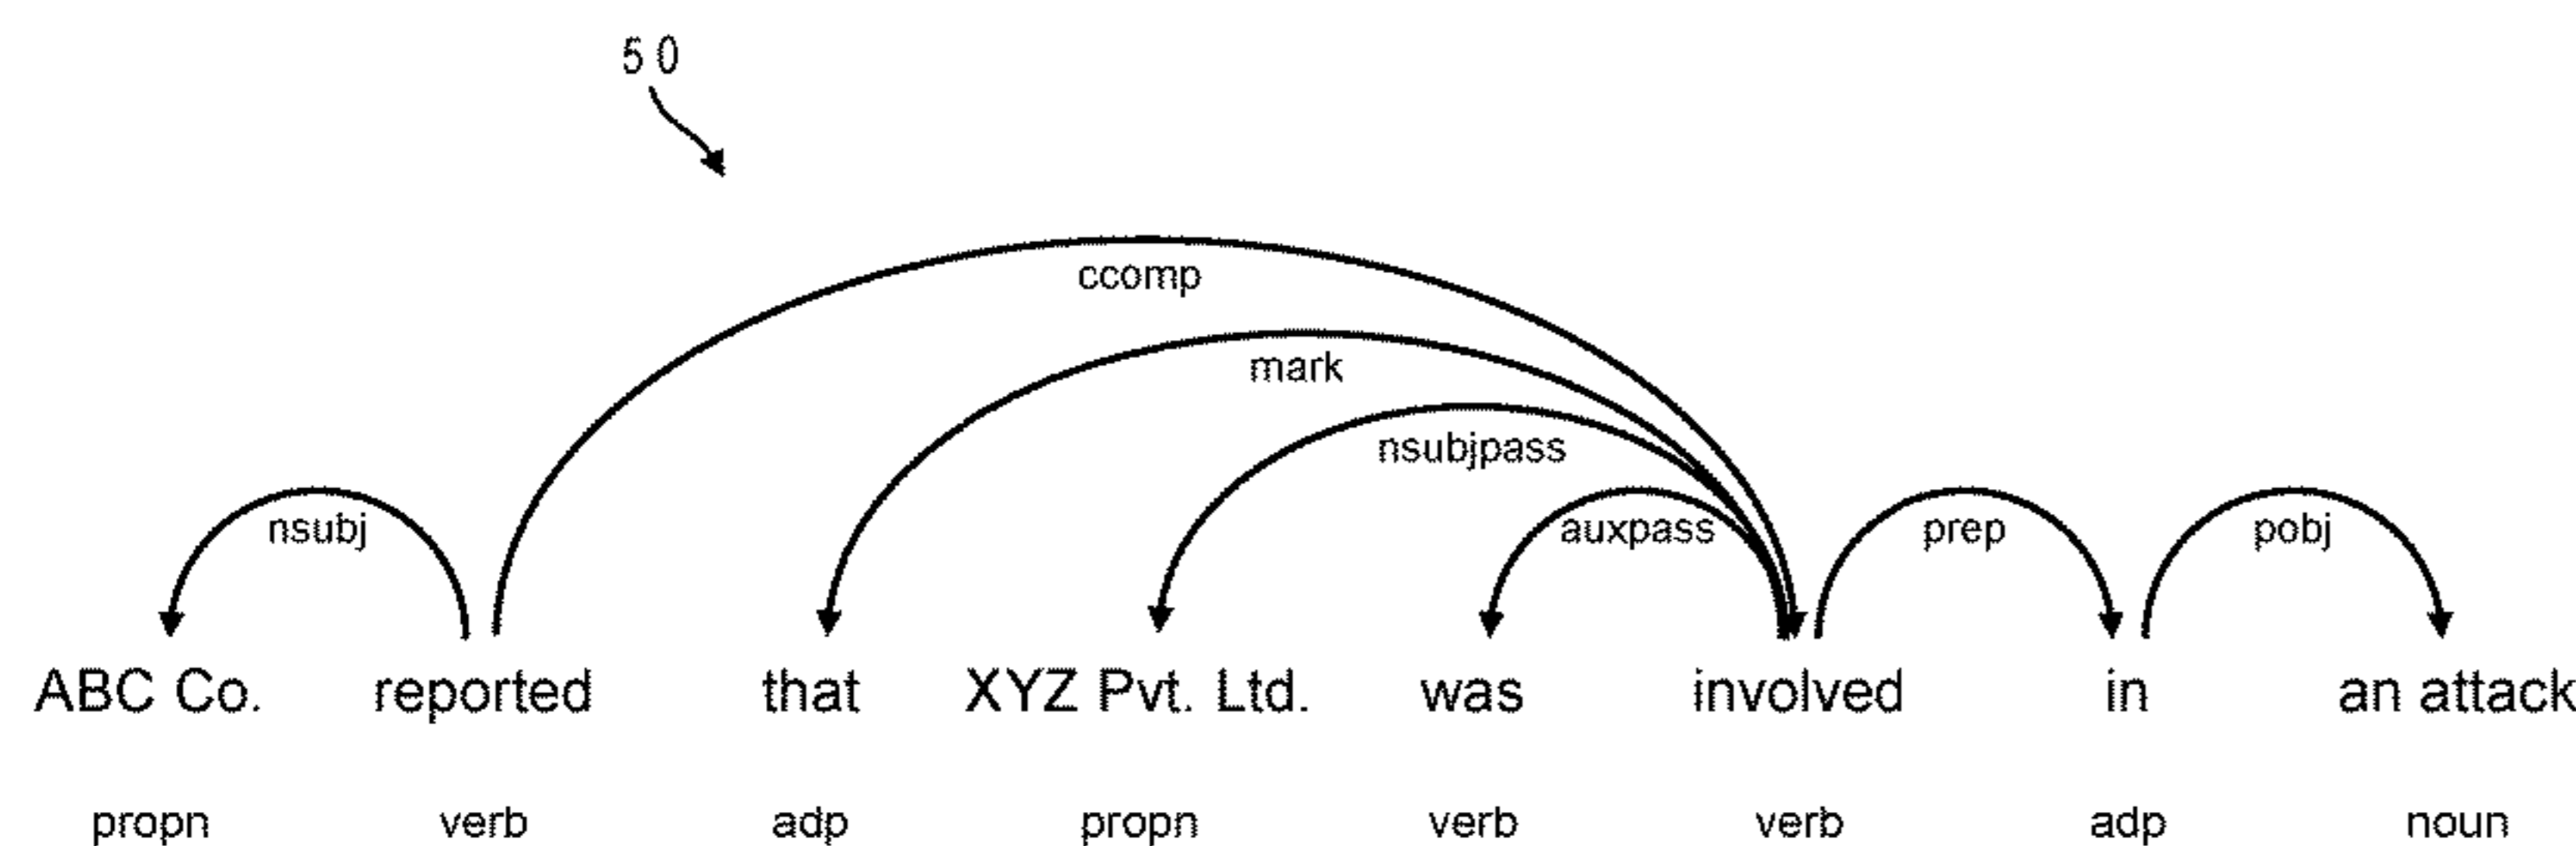 50
ccomp
mark
nsubjpass
nsubj auxpass prep pobj
ABC Co. reported that XYZ Pvt. Ltd. was involved in an attack
propn verb adp propn verb verb adp noun